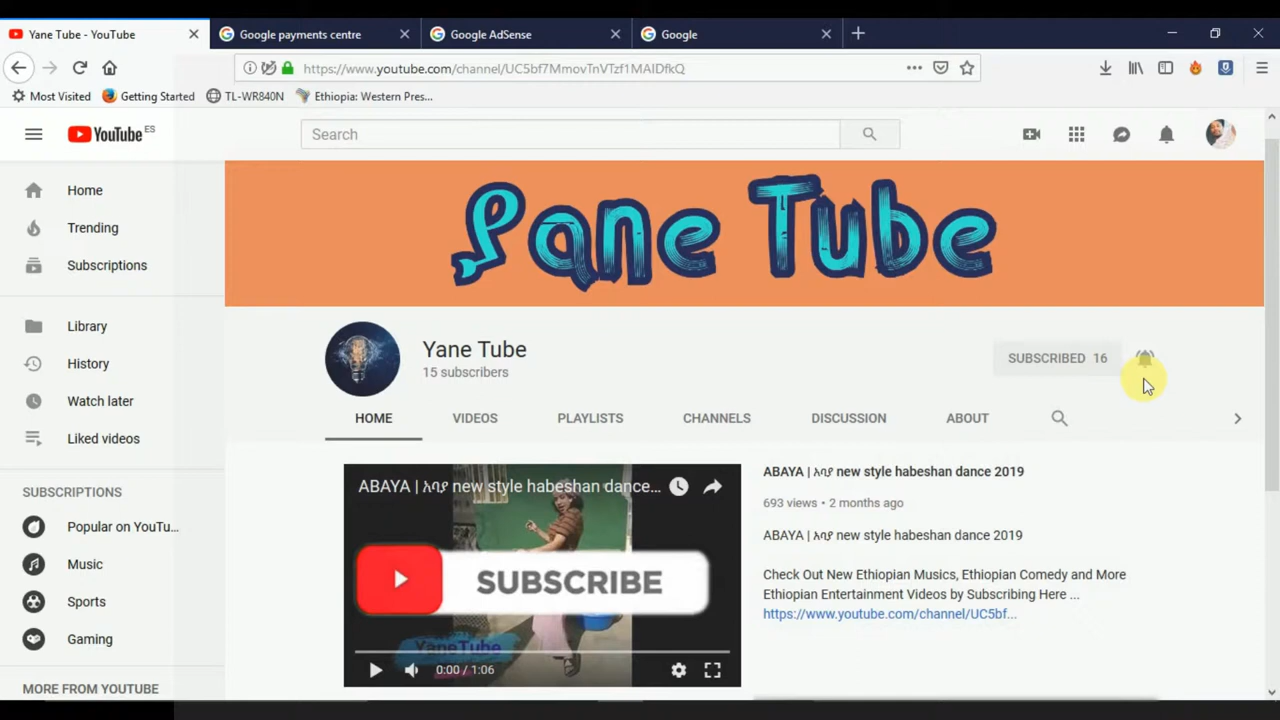 Yane Tube - YouTube
Google payments centre
Google AdSense
Google
https://www.youtube.com/channel/UC5bf7MmovTnVTzf1MAIDfkQ
Most Visited
Getting Started
TL-WR840N
Ethiopia: Western Pres...
YouTube ES
Search
Home
Trending
Subscriptions
Library
History
Watch later
Liked videos
SUBSCRIPTIONS
Popular on YouTu...
Music
Sports
Gaming
MORE FROM YOUTUBE
Yane Tube
Yane Tube
15 subscribers
SUBSCRIBED 16
HOME
VIDEOS
PLAYLISTS
CHANNELS
DISCUSSION
ABOUT
ABAYA | አባያ new style habeshan dance...
SUBSCRIBE
YaneTube
0:00 / 1:06
ABAYA | አባያ new style habeshan dance 2019
693 views • 2 months ago
ABAYA | አባያ new style habeshan dance 2019
Check Out New Ethiopian Musics, Ethiopian Comedy and More
Ethiopian Entertainment Videos by Subscribing Here ...
https://www.youtube.com/channel/UC5bf...